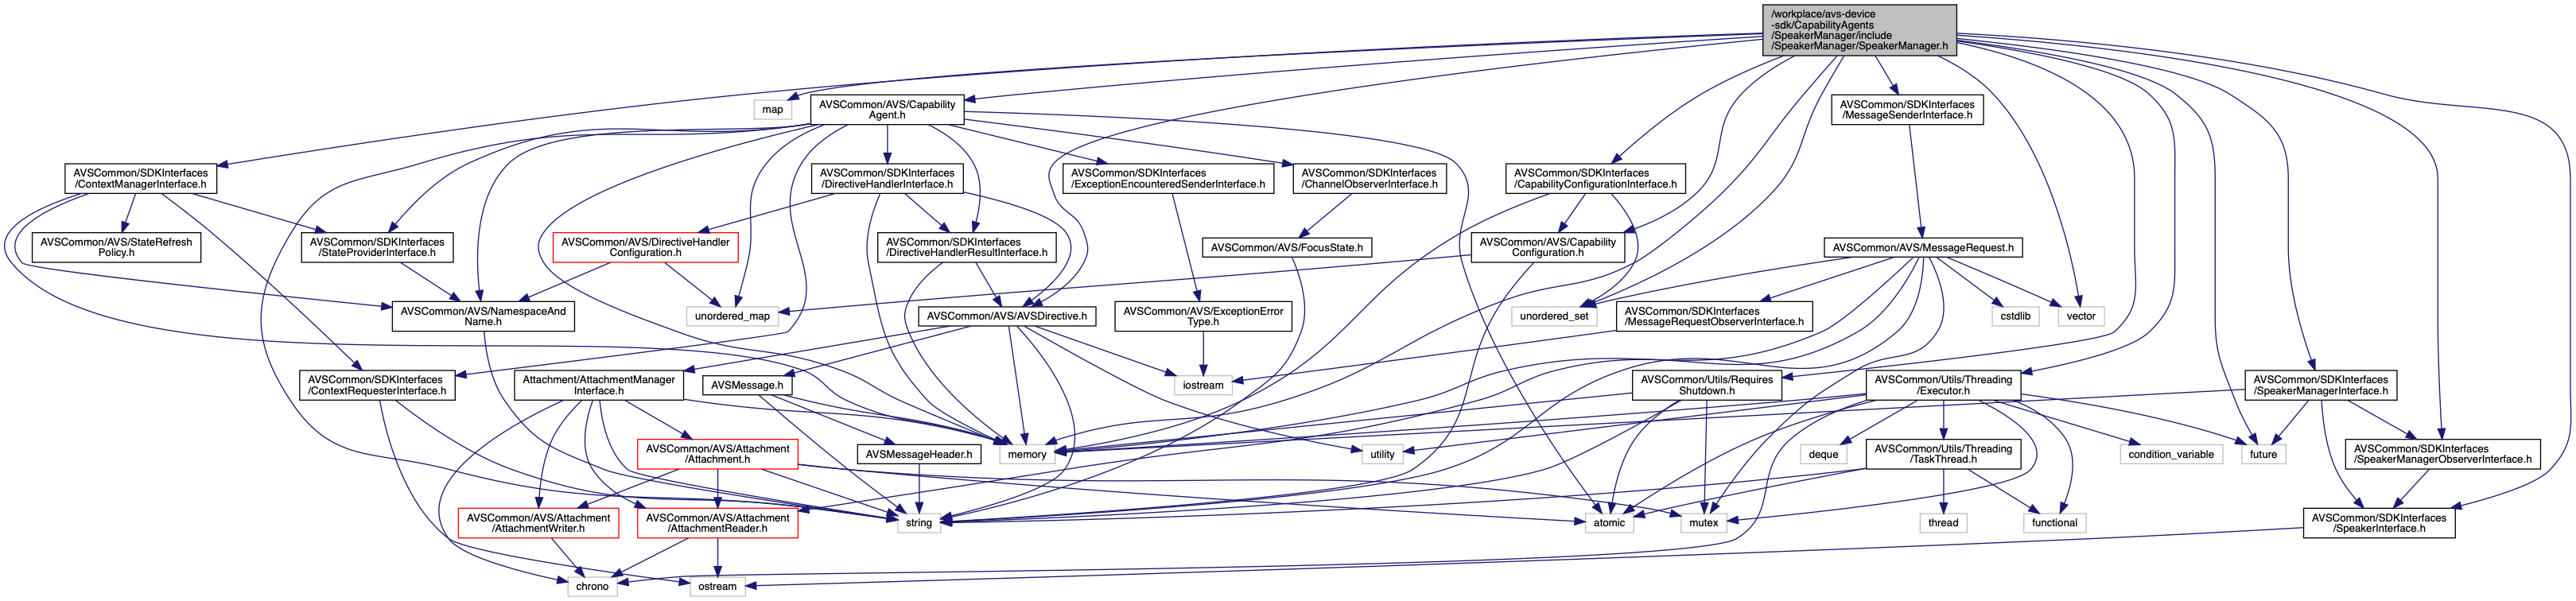 /workplace/avs-device
-sdk/CapabilityAgents
/SpeakerManager/include
/SpeakerManager/SpeakerManager.h
map
AVSCommon/AVS/Capability
Agent.h
AVSCommon/SDKInterfaces
/MessageSenderInterface.h
AVSCommon/SDKInterfaces
/ContextManagerInterface.h
AVSCommon/SDKInterfaces
/DirectiveHandlerInterface.h
AVSCommon/SDKInterfaces
/ExceptionEncounteredSenderInterface.h
AVSCommon/SDKInterfaces
/ChannelObserverInterface.h
AVSCommon/SDKInterfaces
/CapabilityConfigurationInterface.h
AVSCommon/AVS/StateRefresh
Policy.h
AVSCommon/SDKInterfaces
/StateProviderInterface.h
AVSCommon/AVS/DirectiveHandler
Configuration.h
AVSCommon/SDKInterfaces
/DirectiveHandlerResultInterface.h
AVSCommon/AVS/FocusState.h
AVSCommon/AVS/Capability
Configuration.h
AVSCommon/AVS/MessageRequest.h
AVSCommon/AVS/NamespaceAnd
Name.h
unordered_map
AVSCommon/AVS/AVSDirective.h
AVSCommon/AVS/ExceptionError
Type.h
unordered_set
AVSCommon/SDKInterfaces
/MessageRequestObserverInterface.h
cstdlib
vector
AVSCommon/SDKInterfaces
/ContextRequesterInterface.h
Attachment/AttachmentManager
Interface.h
AVSMessage.h
iostream
AVSCommon/Utils/Requires
Shutdown.h
AVSCommon/Utils/Threading
/Executor.h
AVSCommon/SDKInterfaces
/SpeakerManagerInterface.h
AVSCommon/AVS/Attachment
/Attachment.h
AVSMessageHeader.h
memory
utility
deque
AVSCommon/Utils/Threading
/TaskThread.h
condition_variable
future
AVSCommon/SDKInterfaces
/SpeakerManagerObserverInterface.h
AVSCommon/AVS/Attachment
/AttachmentWriter.h
AVSCommon/AVS/Attachment
/AttachmentReader.h
string
atomic
mutex
thread
functional
AVSCommon/SDKInterfaces
/SpeakerInterface.h
chrono
ostream